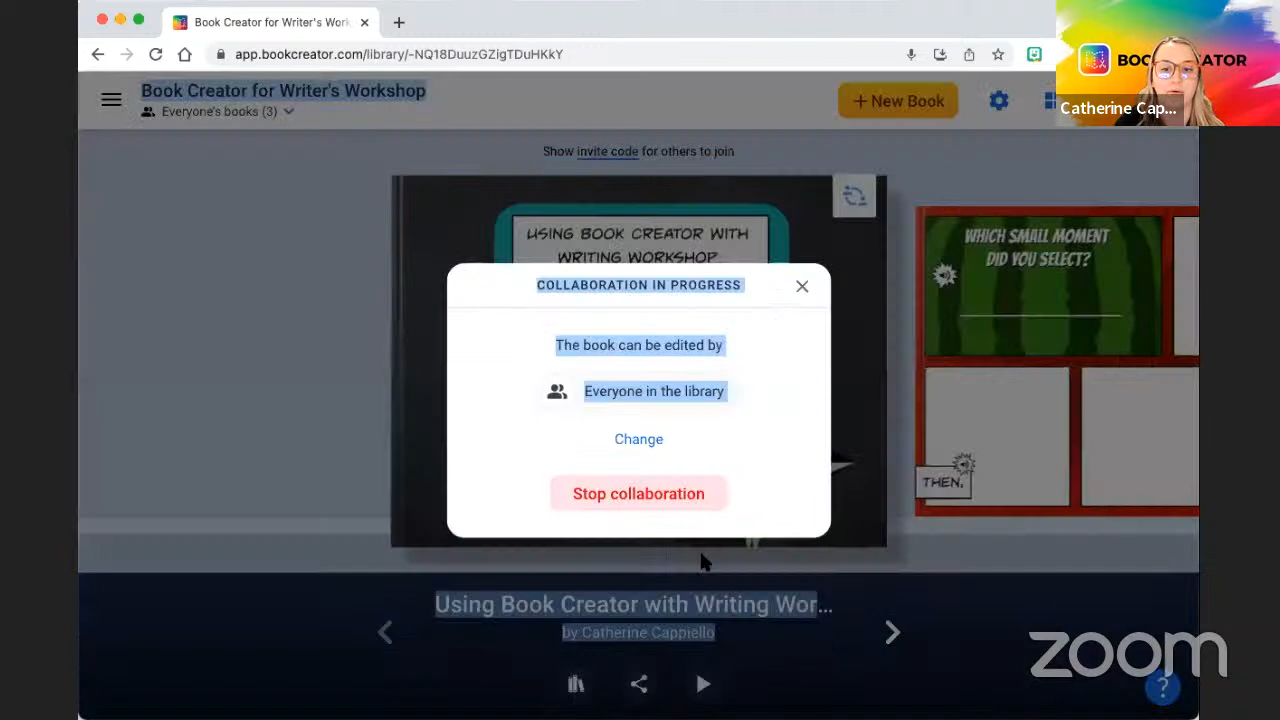 Book Creator for Writer's Work
app.bookcreator.com/library/-NQ18DuuzGZigTDuHKkY
Book Creator for Writer's Workshop
Everyone's books (3)
+ New Book
Catherine Cap...
Show invite code for others to join
USING BOOK CREATOR WITH
WRITING WORKSHOP
WHICH SMALL MOMENT
DID YOU SELECT?
COLLABORATION IN PROGRESS
The book can be edited by
Everyone in the library
Change
Stop collaboration
THEN,
Using Book Creator with Writing Wor...
by Catherine Cappiello
zoom
?